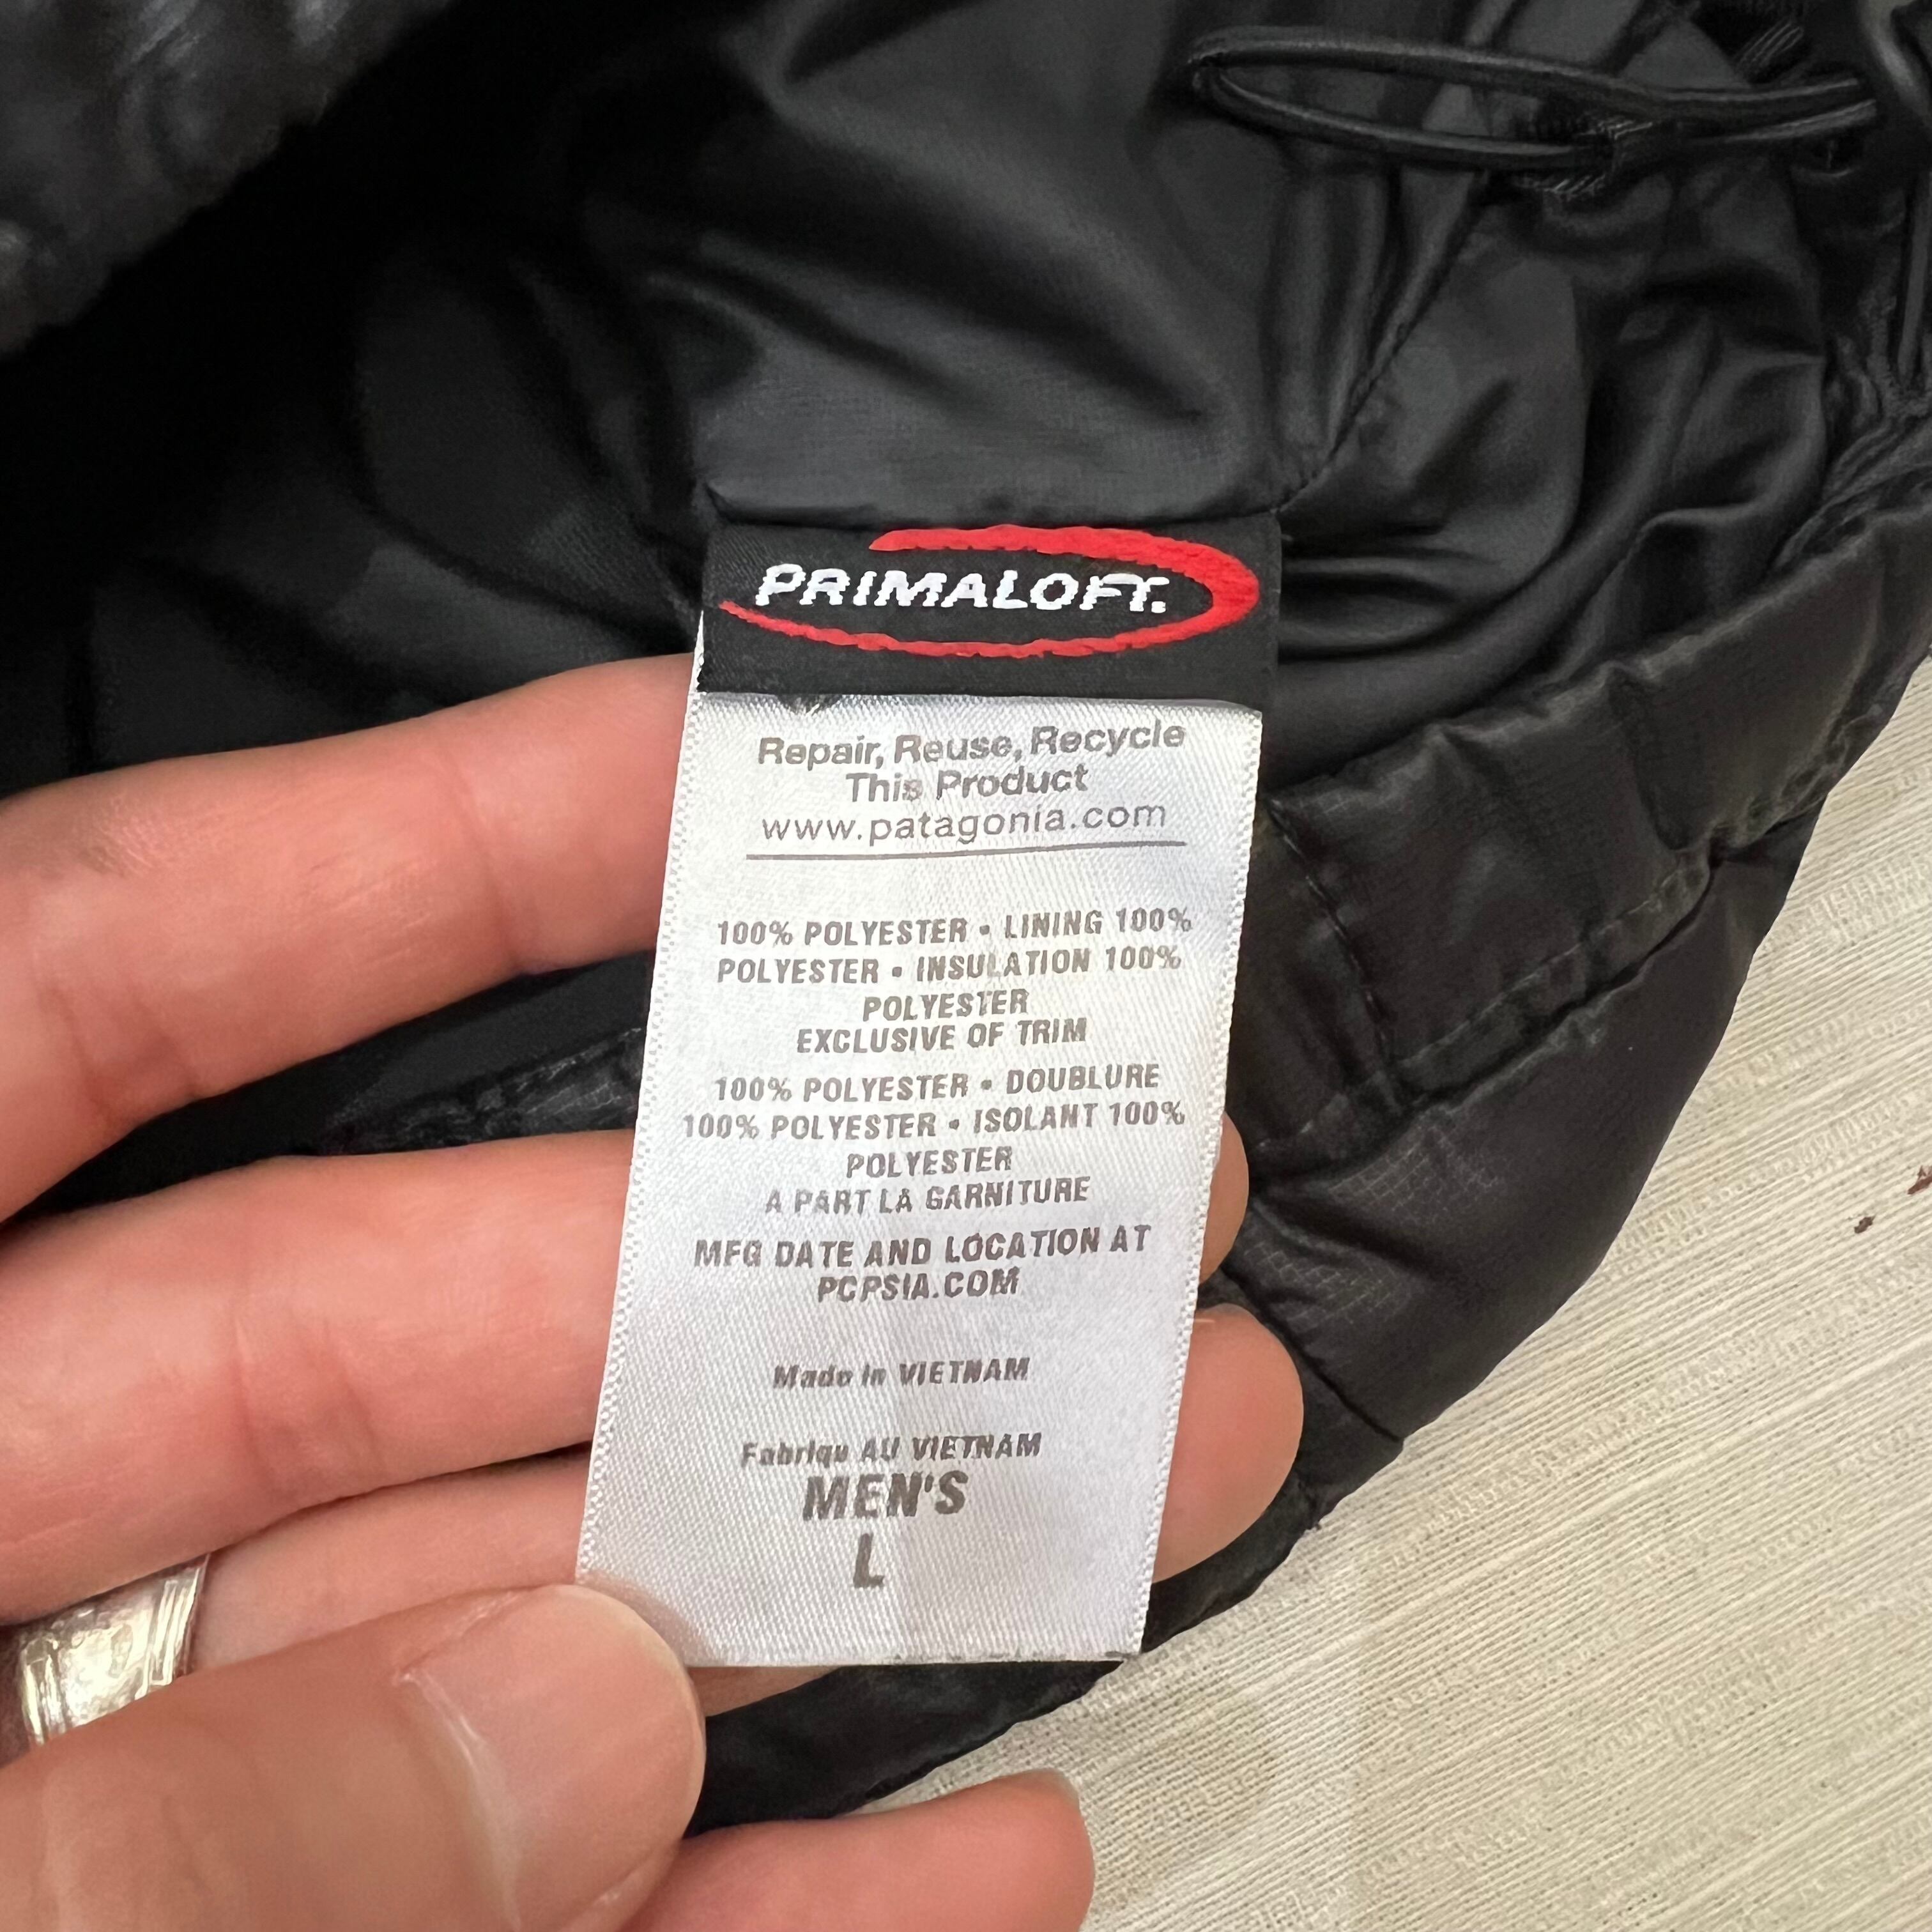 PRIMALOFT.
Repair, Reuse, Recycle
This Product
www.patagonia.com
100% POLYESTER • LINING 100%
POLYESTER • INSULATION 100%
POLYESTER
EXCLUSIVE OF TRIM
100% POLYESTER • DOUBLURE
100% POLYESTER • ISOLANT 100%
POLYESTER
A PART LA GARNITURE
MFG DATE AND LOCATION AT
PCPSIA.COM
Made in VIETNAM
Fabriqu AU VIETNAM
MEN'S
L